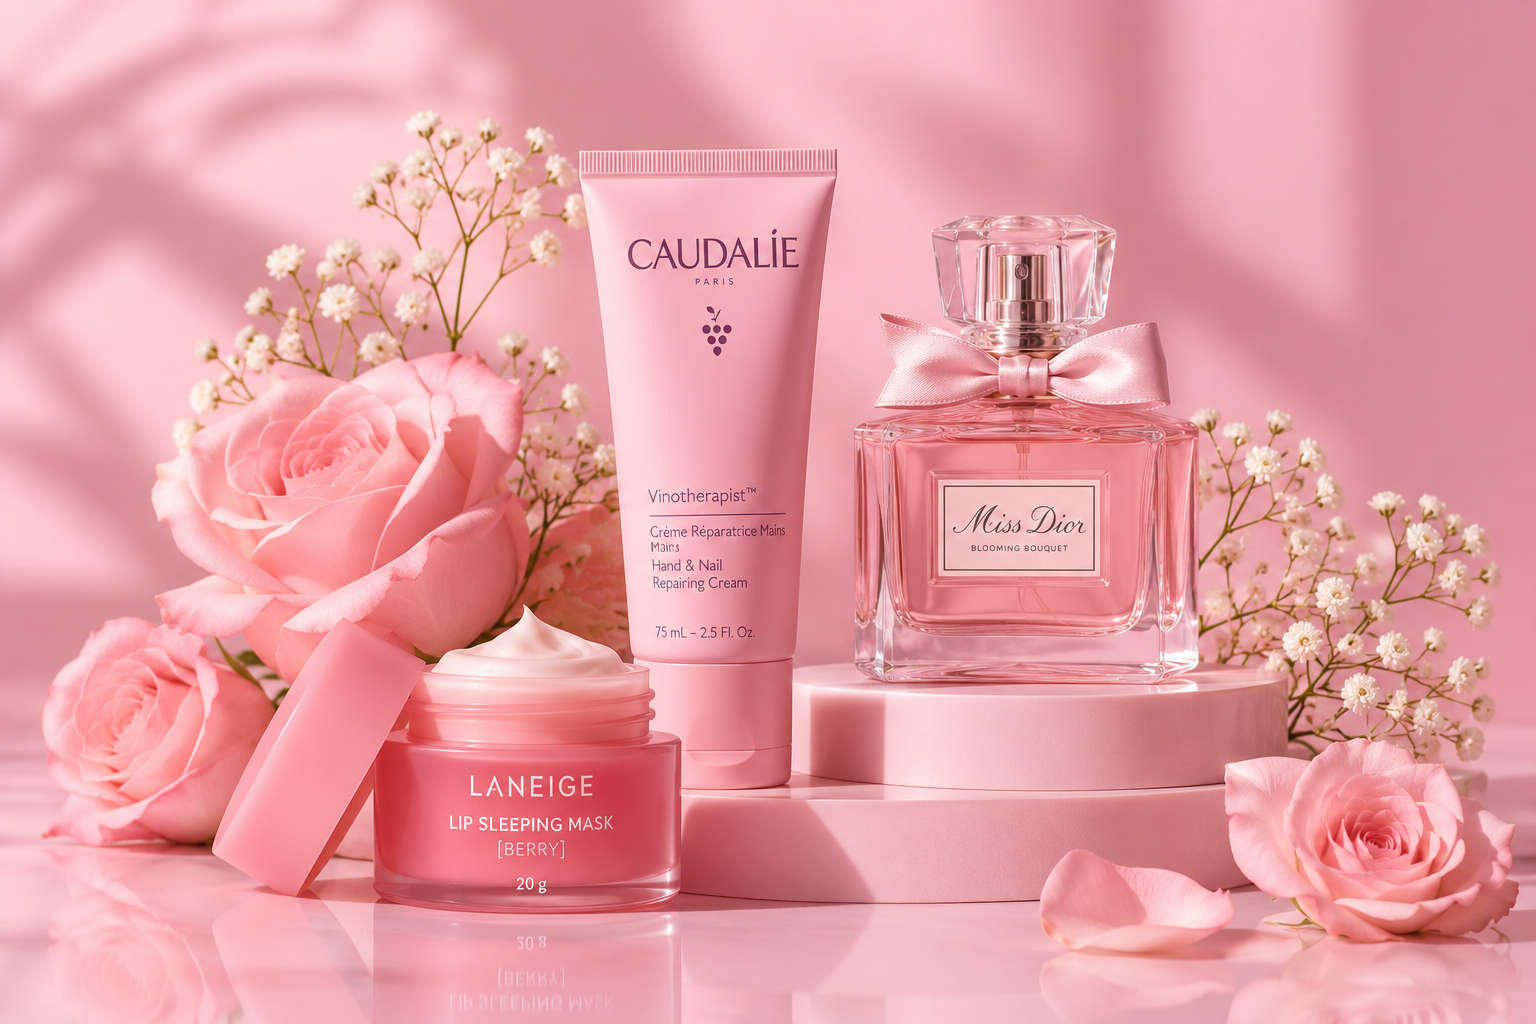 CAUDALÍE
PARIS
Vinotherapist™
Crème Réparatrice Mains
Mains
Hand & Nail
Repairing Cream
75 mL – 2.5 Fl. Oz.
Miss Dior
BLOOMING BOUQUET
LANEIGE
LIP SLEEPING MASK
[BERRY]
20 g